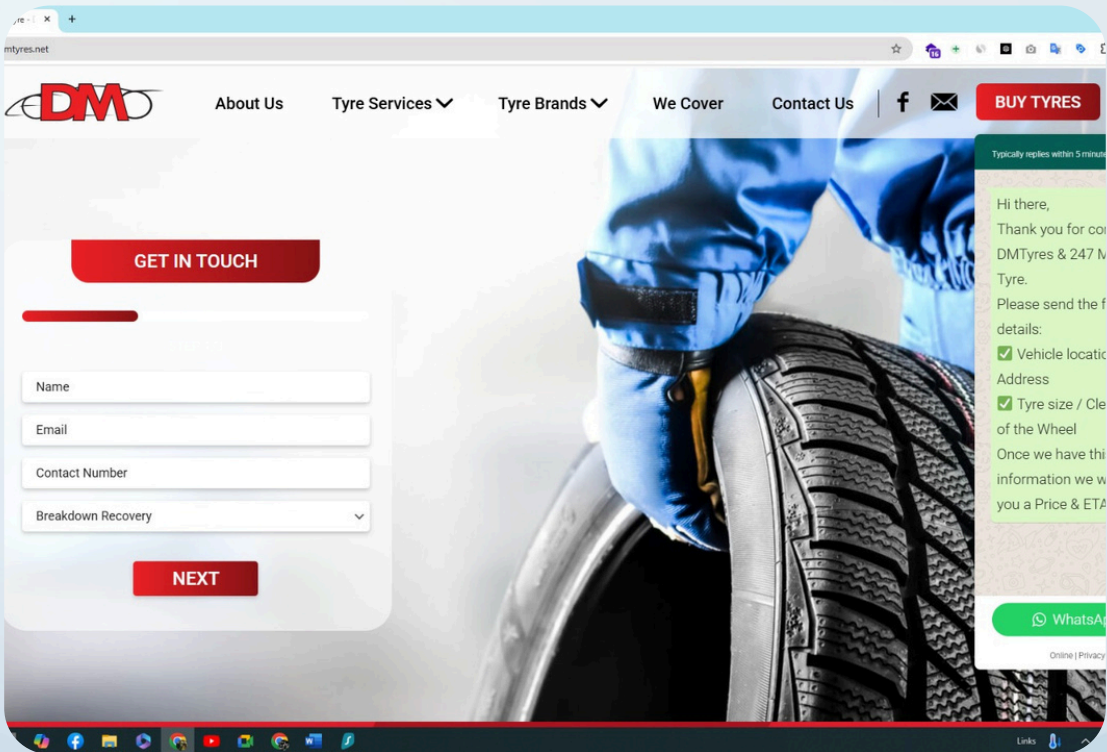 mtyres.net
16
DM
About Us
Tyre Services
Tyre Brands
We Cover
Contact Us
f
BUY TYRES
Typically replies within 5 minute
Hi there,
Thank you for co
DMTyres & 247 M
Tyre.
Please send the f
details:
Vehicle locatio
Address
Tyre size / Cle
of the Wheel
Once we have thi
information we w
you a Price & ETA
WhatsAp
Online | Privacy
GET IN TOUCH
Name
Email
Contact Number
Breakdown Recovery
NEXT
Links